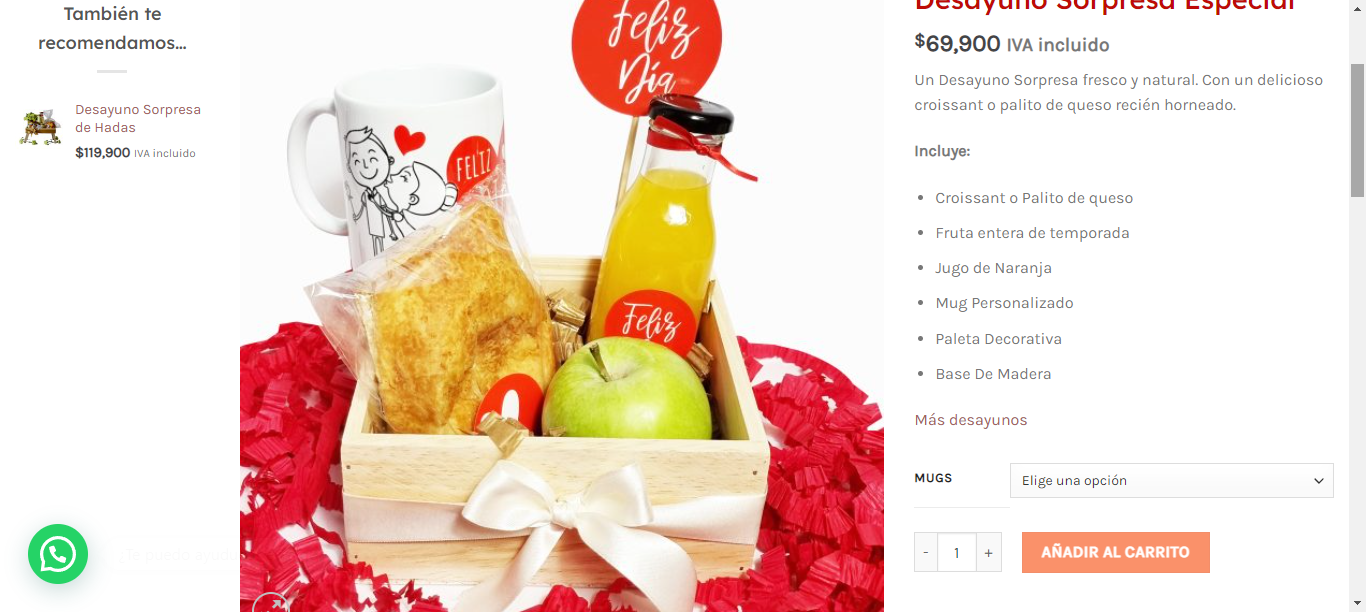 También te
recomendamos...
Desayuno Sorpresa
de Hadas
$119,900 IVA incluido
Feliz
Día
FELIZ
Feliz
Desayuno Sorpresa Especial
$69,900 IVA incluido
Un Desayuno Sorpresa fresco y natural. Con un delicioso
croissant o palito de queso recién horneado.
Incluye:
Croissant o Palito de queso
Fruta entera de temporada
Jugo de Naranja
Mug Personalizado
Paleta Decorativa
Base De Madera
Más desayunos
MUGS
Elige una opción
- 1 +
AÑADIR AL CARRITO